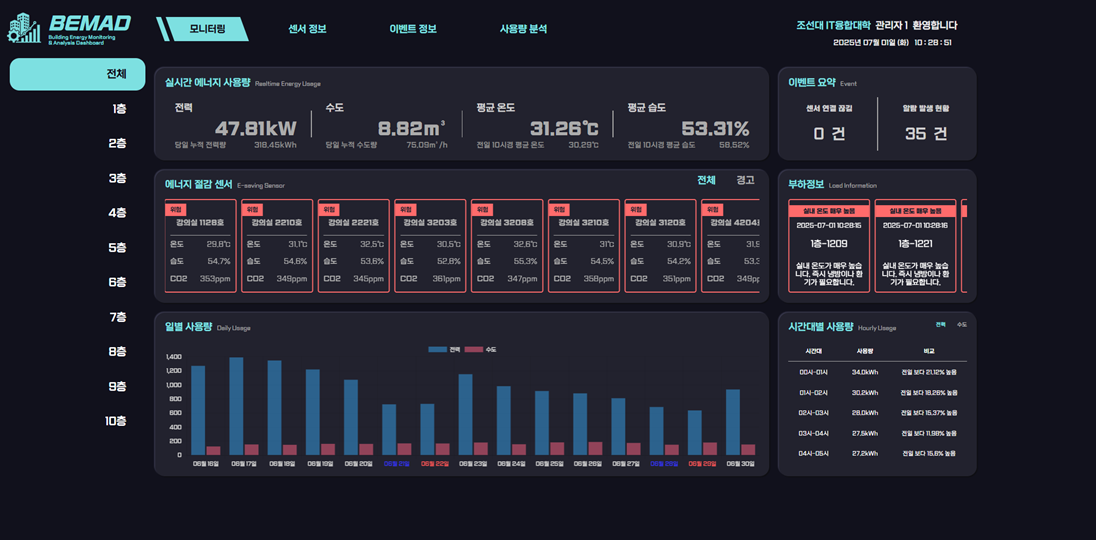 BEMAD
Building Energy Monitoring
& Analysis Dashboard
모니터링
센서 정보
이벤트 정보
사용량 분석
조선대 IT융합대학 관리자1 환영합니다
2025년 07월 01일 (화) 10 : 28 : 51
전체
1층
2층
3층
4층
5층
6층
7층
8층
9층
10층
실시간 에너지 사용량 Realtime Energy Usage
전력
47.81kW
당일 누적 전력량 318.45kWh
수도
8.82m³
당일 누적 수도량 75.09m³/h
평균 온도
31.26℃
전일 10시경 평균 온도 30.29℃
평균 습도
53.31%
전일 10시경 평균 습도 58.52%
이벤트 요약 Event
센서 연결 끊김
0 건
알람 발생 현황
35 건
에너지 절감 센서 E-saving Sensor
전체 경고
위험
강의실 1128호
온도 29.8℃
습도 54.7%
CO2 353ppm
위험
강의실 2210호
온도 31.1℃
습도 54.6%
CO2 349ppm
위험
강의실 2221호
온도 32.5℃
습도 53.6%
CO2 345ppm
위험
강의실 3203호
온도 30.5℃
습도 52.8%
CO2 361ppm
위험
강의실 3208호
온도 32.6℃
습도 55.3%
CO2 347ppm
위험
강의실 3210호
온도 31℃
습도 54.5%
CO2 358ppm
위험
강의실 3120호
온도 30.9℃
습도 54.2%
CO2 351ppm
위험
강의실 4204호
온도 31.5
습도 53.3
CO2 349p
부하정보 Load Information
실내 온도 매우 높음
2025-07-01 10:28:15
1층-1209
실내 온도가 매우 높습
니다. 즉시 냉방이나 환
기가 필요합니다.
실내 온도 매우 높음
2025-07-01 10:28:16
1층-1221
실내 온도가 매우 높습
니다. 즉시 냉방이나 환
기가 필요합니다.
일별 사용량 Daily Usage
전력 수도
1,400
1,200
1,000
800
600
400
200
0
06월 16일 06월 17일 06월 18일 06월 19일 06월 20일 06월 21일 06월 22일 06월 23일 06월 24일 06월 25일 06월 26일 06월 27일 06월 28일 06월 29일 06월 30일
시간대별 사용량 Hourly Usage
전력 수도
시간대 사용량 비교
00시-01시 34.0kWh 전일 보다 21.12% 높음
01시-02시 30.2kWh 전일 보다 18.26% 높음
02시-03시 28.0kWh 전일 보다 15.37% 높음
03시-04시 27.5kWh 전일 보다 11.98% 높음
04시-05시 27.2kWh 전일 보다 15.6% 높음